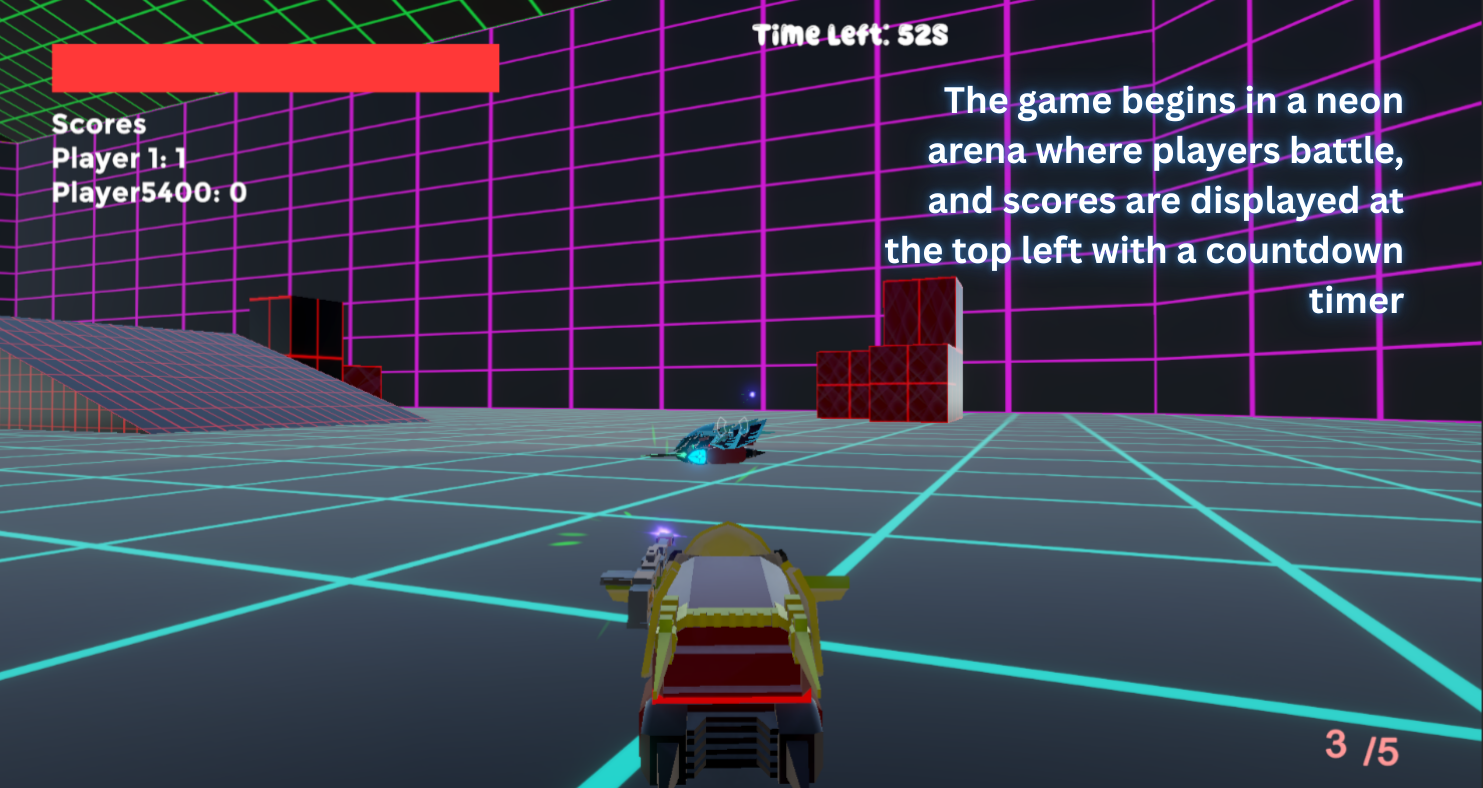 Time Left: 52s
Scores
Player 1: 1
Player5400: 0
The game begins in a neon
arena where players battle,
and scores are displayed at
the top left with a countdown
timer
3 /5